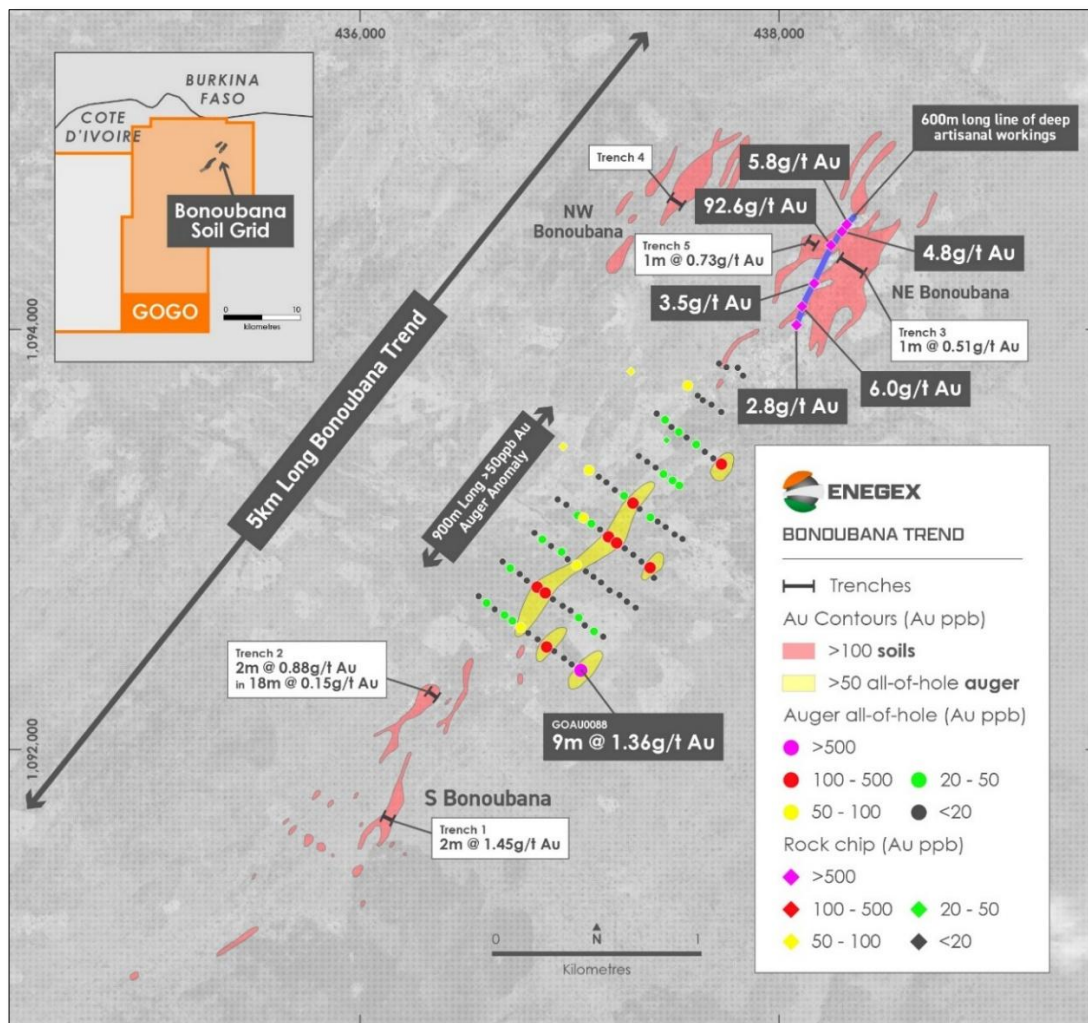 436,000
438,000
1,094,000
1,092,000
BURKINA
FASO
COTE
D'IVOIRE
Bonoubana
Soil Grid
GOGO
0 10
kilometres
5km Long Bonoubana Trend
900m Long >50ppb Au
Auger Anomaly
600m long line of deep
artisanal workings
Trench 4
NW
Bonoubana
5.8g/t Au
92.6g/t Au
Trench 5
1m @ 0.73g/t Au
4.8g/t Au
3.5g/t Au
NE Bonoubana
Trench 3
1m @ 0.51g/t Au
6.0g/t Au
2.8g/t Au
Trench 2
2m @ 0.88g/t Au
in 18m @ 0.15g/t Au
GOAU0088
9m @ 1.36g/t Au
S Bonoubana
Trench 1
2m @ 1.45g/t Au
0 1
N
Kilometres
ENEGEX
BONOUBANA TREND
Trenches
Au Contours (Au ppb)
>100 soils
>50 all-of-hole auger
Auger all-of-hole (Au ppb)
>500
100 - 500 20 - 50
50 - 100 <20
Rock chip (Au ppb)
>500
100 - 500 20 - 50
50 - 100 <20